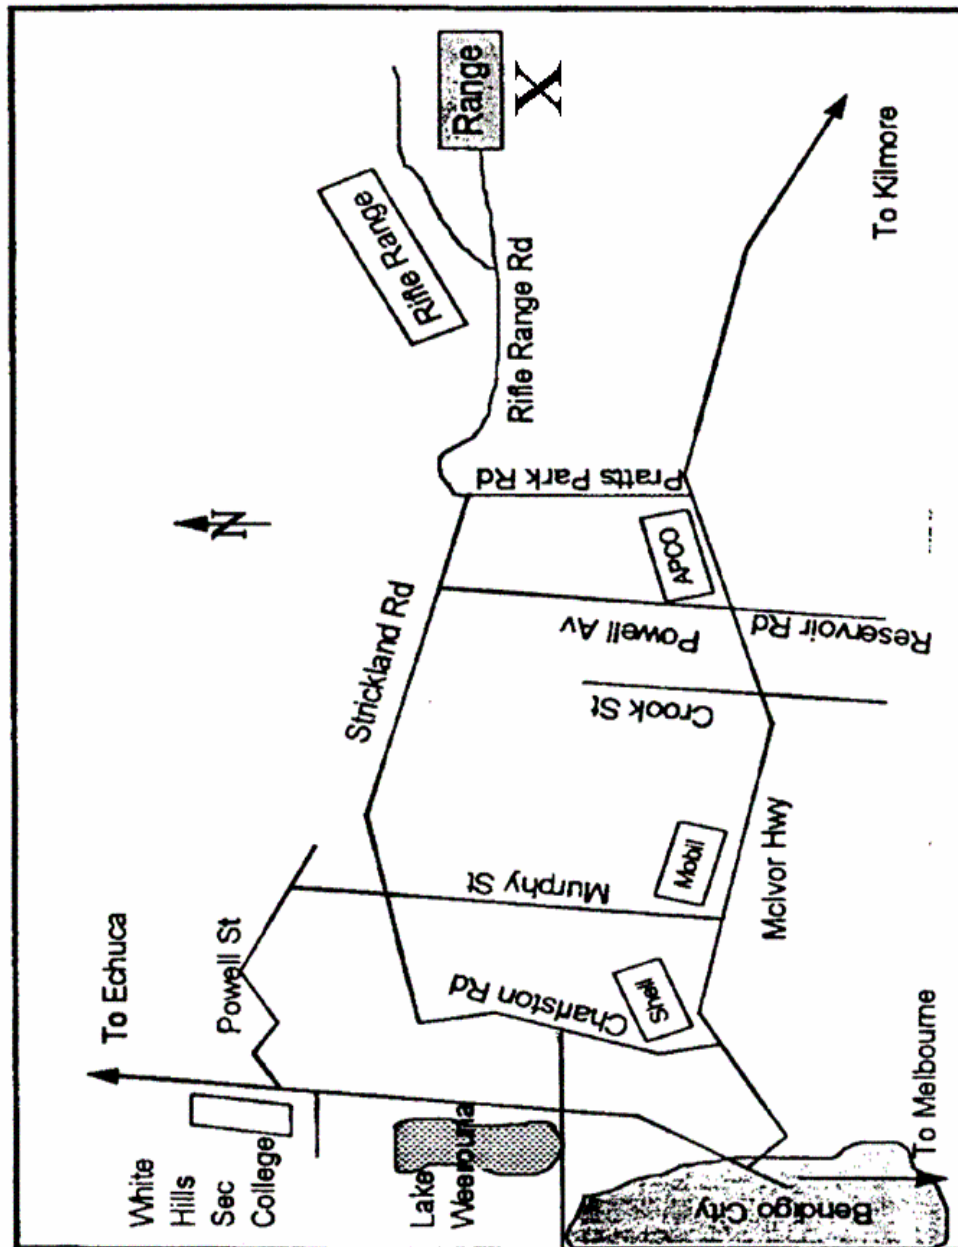 To Echuca
Powell St
White
Hills
Sec
College
Lake
Weerouna
Bendigo City
To Melbourne
Charlston Rd
Shell
Murphy St
Mobil
McIvor Hwy
Strickland Rd
Crook St
Powell Av
Reservoir Rd
APCO
N
Pratts Park Rd
Rifle Range Rd
Rifle Range
Range
X
To Kilmore